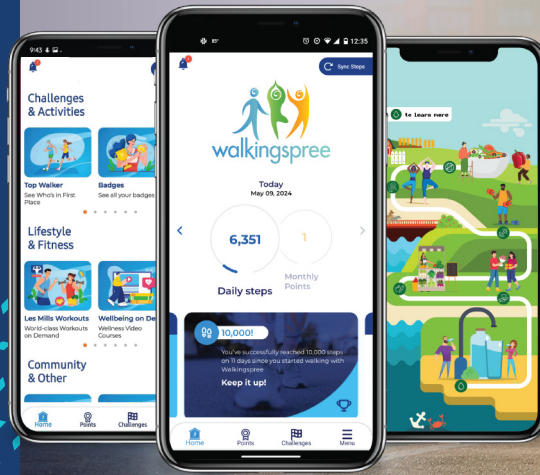 9:43
Challenges
& Activities
Top Walker
See Who's in First
Place
Badges
See all your badges
Lifestyle
& Fitness
Les Mills Workouts
World-class Workouts
on Demand
Wellbeing on De
Wellness Video
Courses
Community
& Other
Home
Points
Challenges
85°
12:35
Sync Steps
walkingspree
Today
May 09, 2024
6,351
Daily steps
1
Monthly
Points
10,000!
You've successfully reached 10,000 steps
on 11 days since you started walking with
Walkingspree
Keep it up!
Home
Points
Challenges
Menu
to learn more